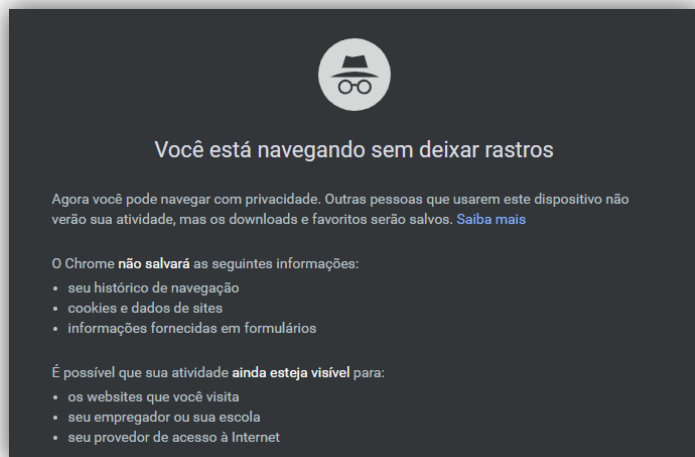 Você está navegando sem deixar rastros
Agora você pode navegar com privacidade. Outras pessoas que usarem este dispositivo não
verão sua atividade, mas os downloads e favoritos serão salvos. Saiba mais
O Chrome não salvará as seguintes informações:
• seu histórico de navegação
• cookies e dados de sites
• informações fornecidas em formulários
É possível que sua atividade ainda esteja visível para:
• os websites que você visita
• seu empregador ou sua escola
• seu provedor de acesso à Internet